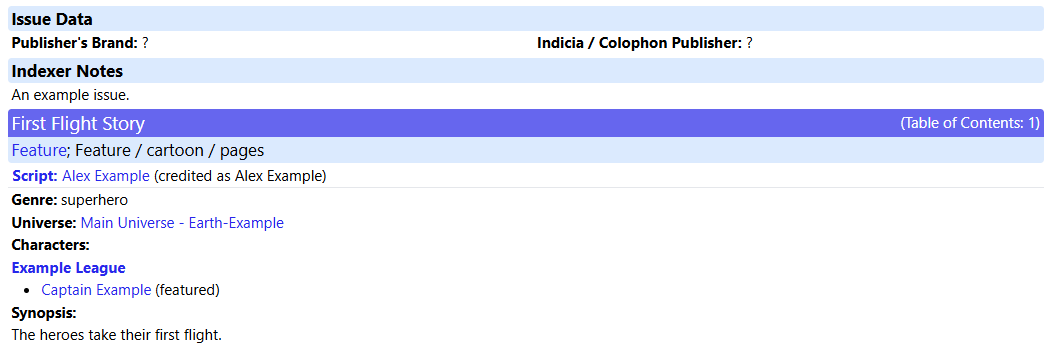 Issue Data
Publisher's Brand: ? Indicia / Colophon Publisher: ?
Indexer Notes
An example issue.
First Flight Story (Table of Contents: 1)
Feature; Feature / cartoon / pages
Script: Alex Example (credited as Alex Example)
Genre: superhero
Universe: Main Universe - Earth-Example
Characters:
Example League
• Captain Example (featured)
Synopsis:
The heroes take their first flight.